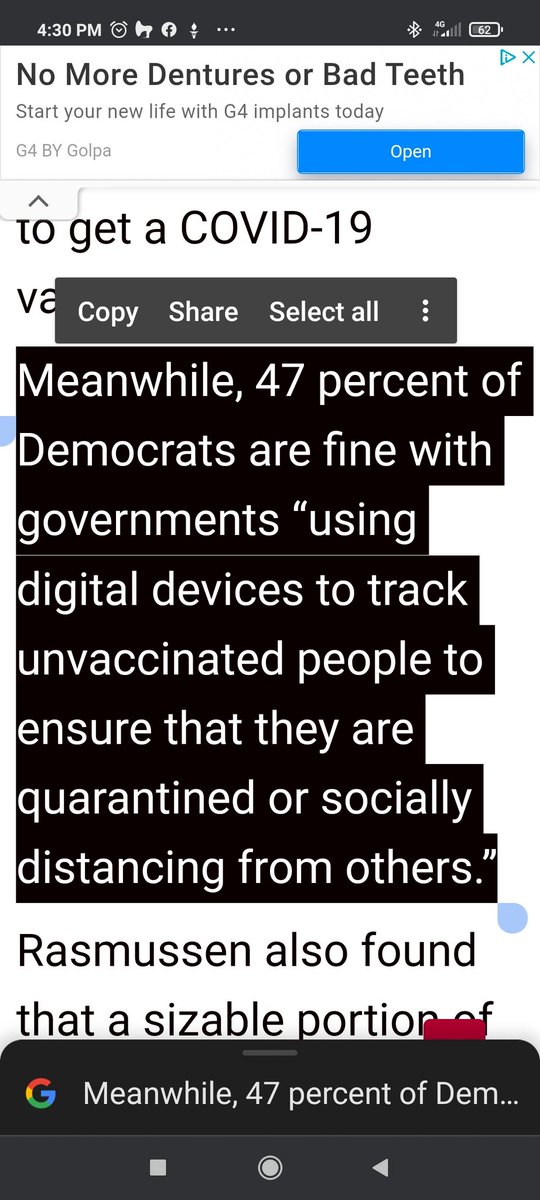 4:30 PM
4G
62
No More Dentures or Bad Teeth
Start your new life with G4 implants today
G4 BY Golpa
Open
to get a COVID-19
va
Copy Share Select all
Meanwhile, 47 percent of
Democrats are fine with
governments “using
digital devices to track
unvaccinated people to
ensure that they are
quarantined or socially
distancing from others.”
Rasmussen also found
that a sizable portion of
Meanwhile, 47 percent of Dem...